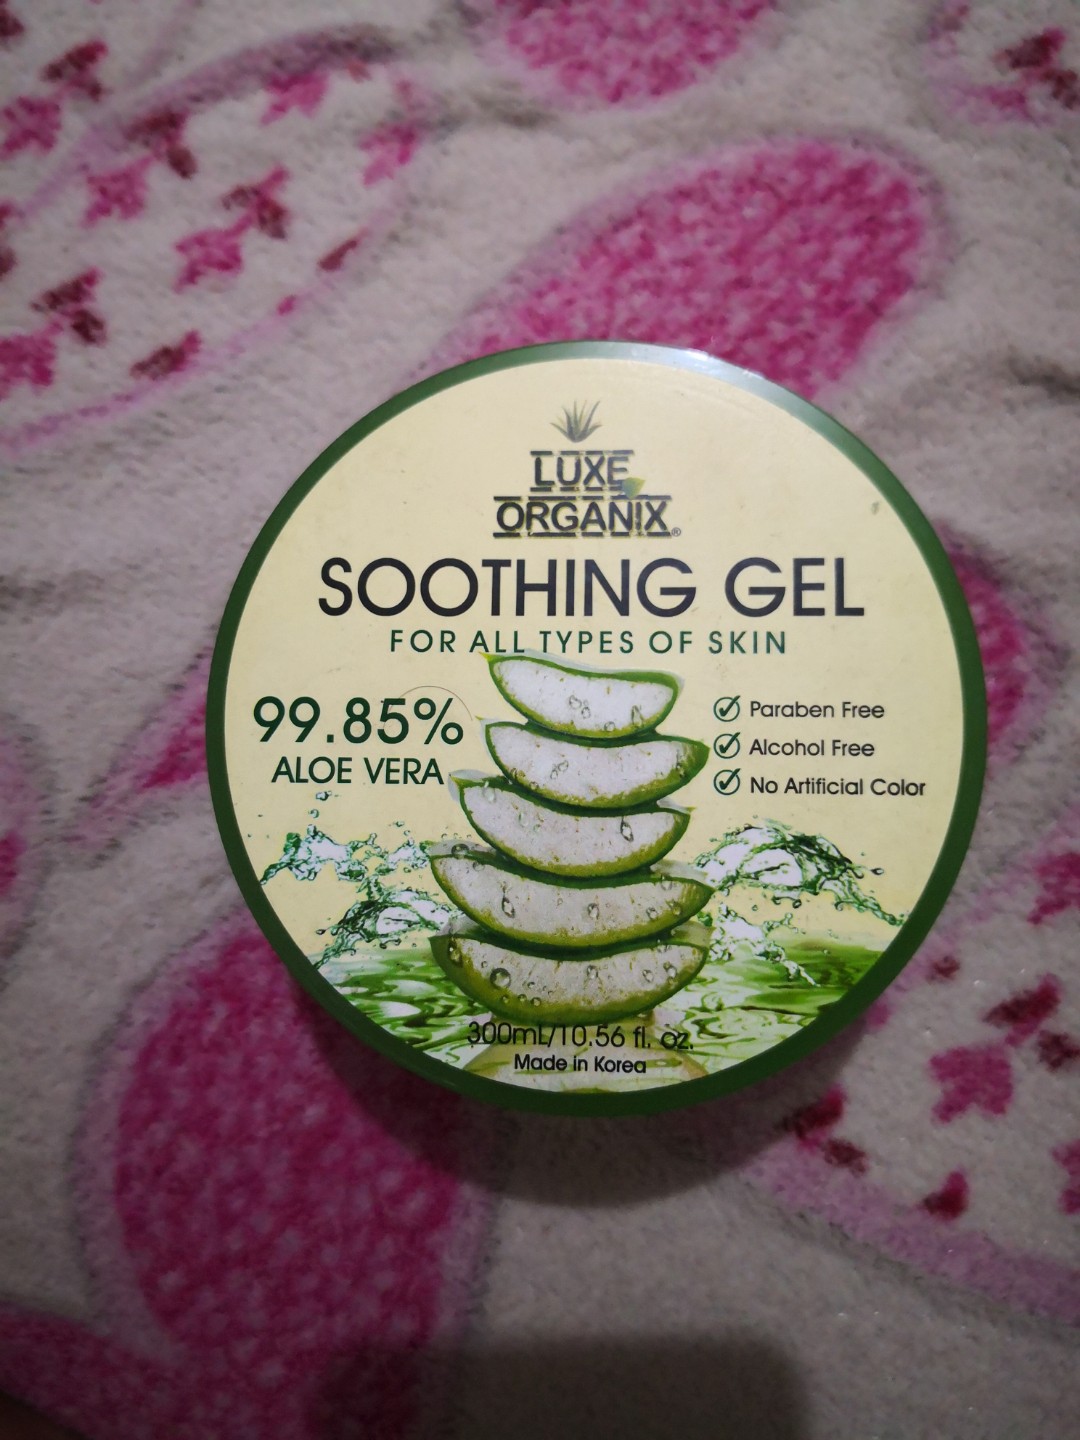 LUXE
ORGANIX®
SOOTHING GEL
FOR ALL TYPES OF SKIN
99.85%
ALOE VERA
Paraben Free
Alcohol Free
No Artificial Color
300mL/10.56 fl. oz.
Made in Korea